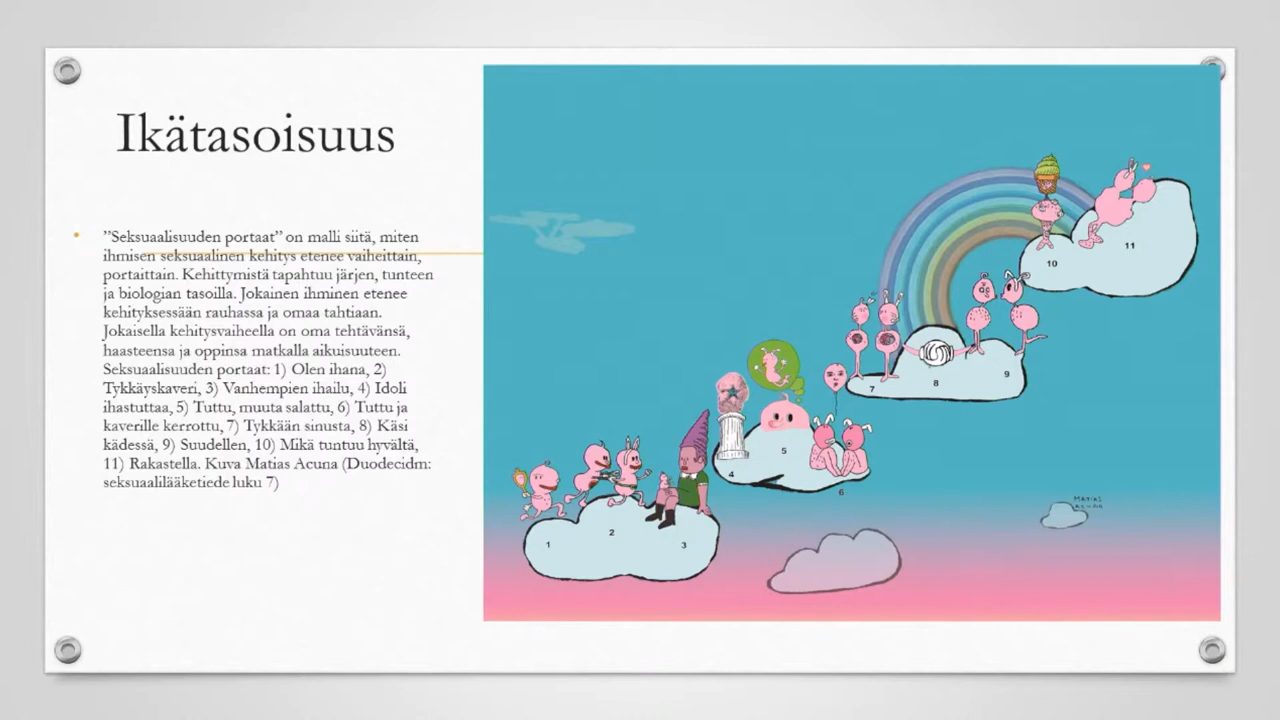 Ikätasoisuus
”Seksuaalisuuden portaat” on malli siitä, miten
ihmisen seksuaalinen kehitys etenee vaiheittain,
portaittain. Kehittymistä tapahtuu järjen, tunteen
ja biologian tasoilla. Jokainen ihminen etenee
kehityksessään rauhassa ja omaa tahtiaan.
Jokaisella kehitysvaiheella on oma tehtävänsä,
haasteensa ja oppinsa matkalla aikuisuuteen.
Seksuaalisuuden portaat: 1) Olen ihana, 2)
Tykkäyskaveri, 3) Vanhempien ihailu, 4) Idoli
ihastuttaa, 5) Tuttu, muuta salattu, 6) Tuttu ja
kaverille kerrottu, 7) Tykkään sinusta, 8) Käsi
kädessä, 9) Suudellen, 10) Mikä tuntuu hyvältä,
11) Rakastella. Kuva Matias Acuna (Duodecidm:
seksuaalilääketiede luku 7)
1
2
3
4
5
6
7
8
9
10
11
MATIAS
ACUNA